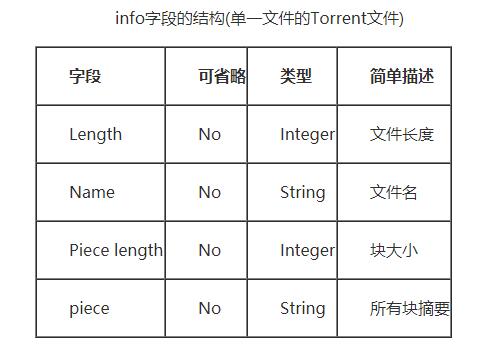 info字段的结构(单一文件的Torrent文件)
字段 可省略 类型 简单描述
Length No Integer 文件长度
Name No String 文件名
Piece length No Integer 块大小
piece No String 所有块摘要